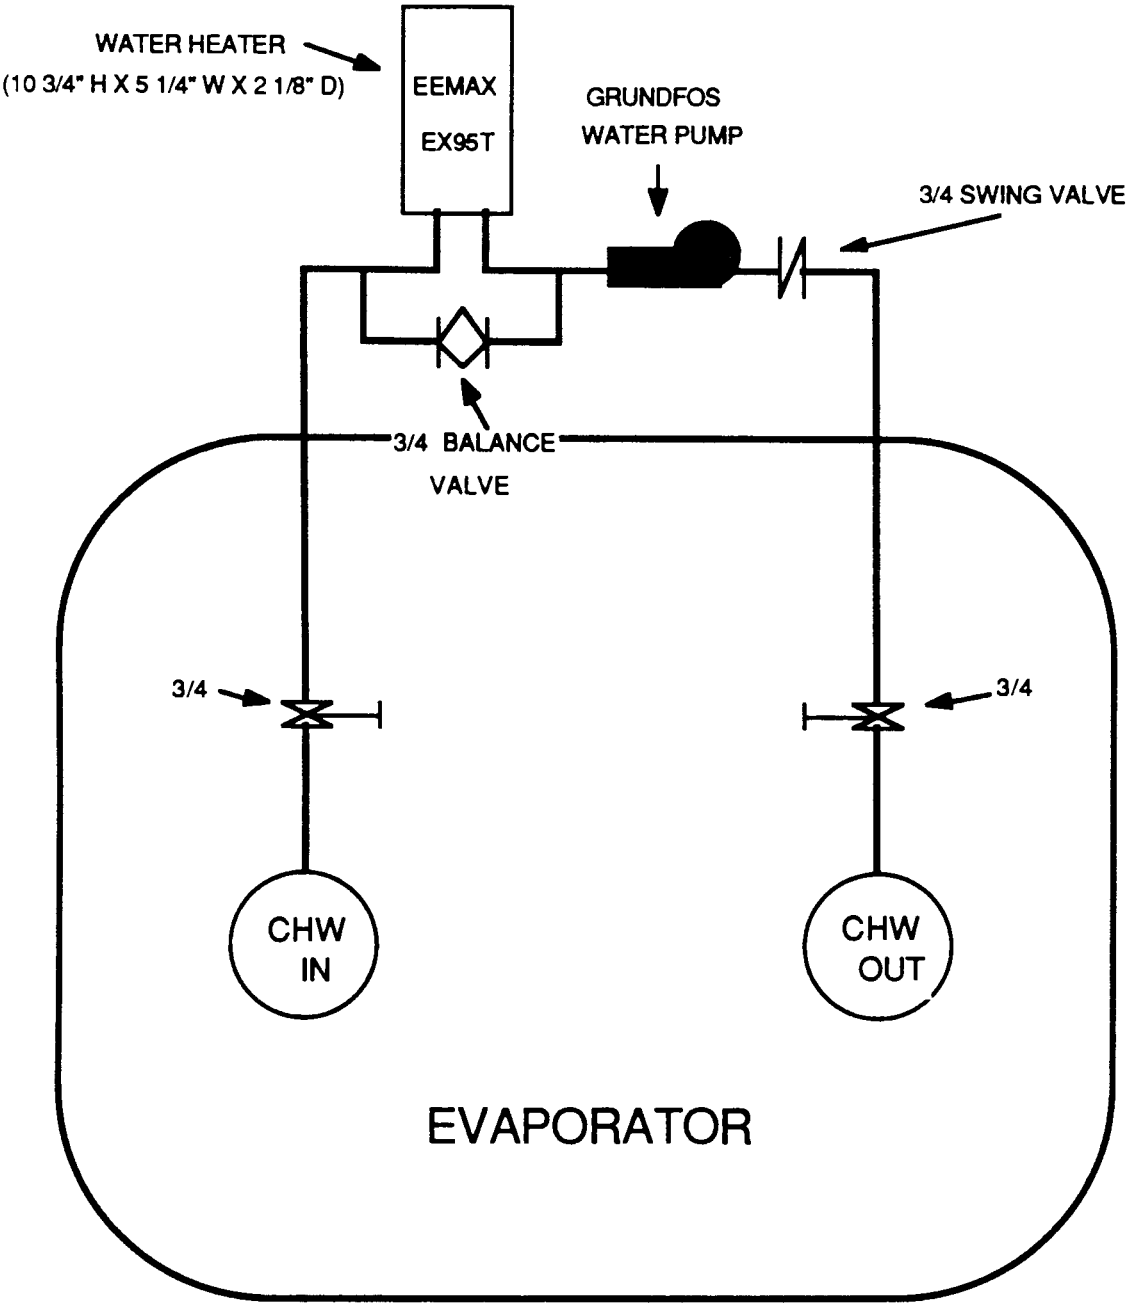 WATER HEATER
(10 3/4" H X 5 1/4" W X 2 1/8" D)
EEMAX
EX95T
GRUNDFOS
WATER PUMP
3/4 SWING VALVE
3/4 BALANCE
VALVE
3/4
3/4
CHW
IN
CHW
OUT
EVAPORATOR